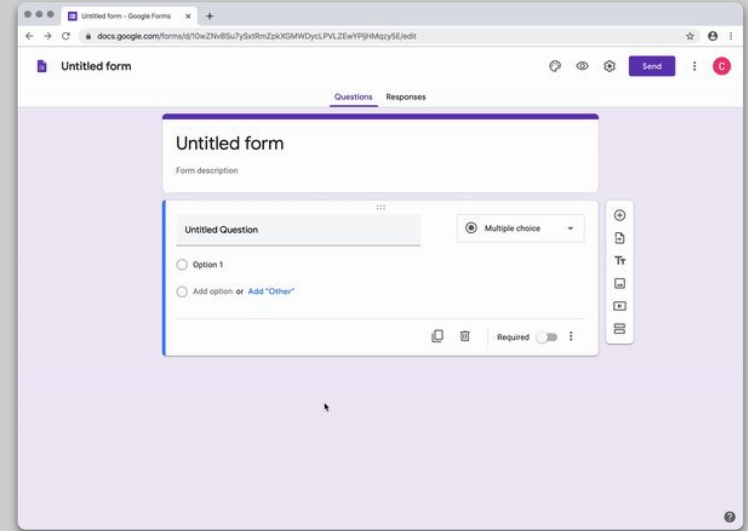 Untitled form - Google Forms
docs.google.com/forms/d/10wZNvBSu7ySxtRmZpkXGMWDycLPVLZEwYPljHMqzy5E/edit
Untitled form
Send
C
Questions Responses
Untitled form
Form description
Untitled Question
Multiple choice
Option 1
Add option or Add "Other"
Tт
Required